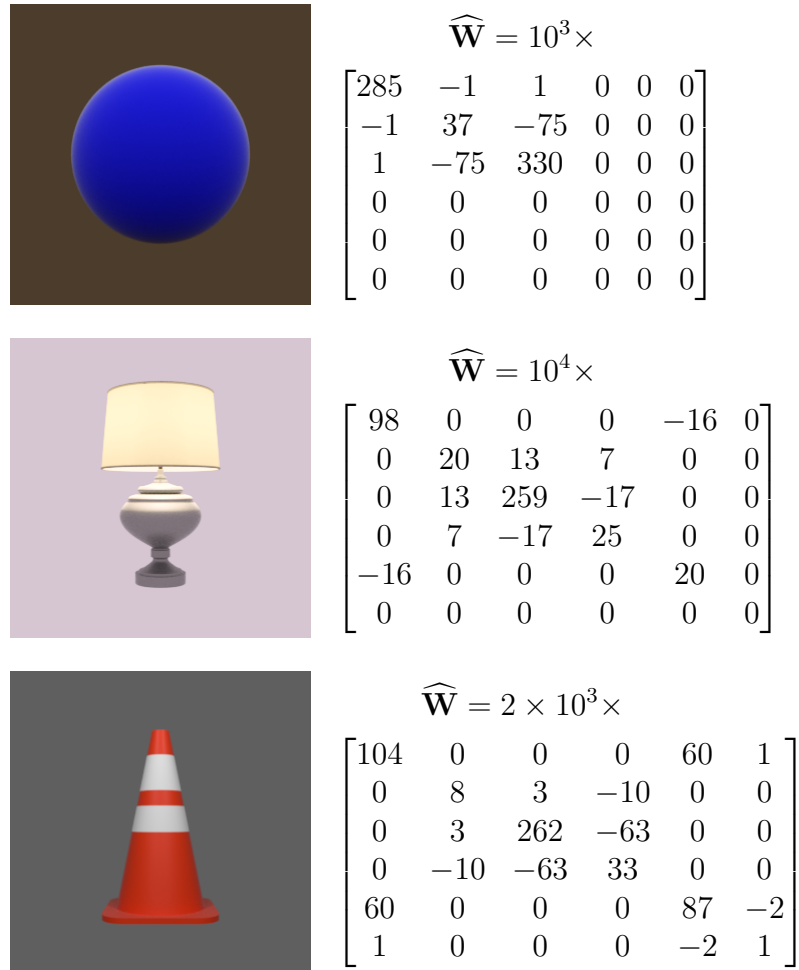 Ŵ = 10³×
285 −1 1 0 0 0
−1 37 −75 0 0 0
1 −75 330 0 0 0
0 0 0 0 0 0
0 0 0 0 0 0
0 0 0 0 0 0
Ŵ = 10⁴×
98 0 0 0 −16 0
0 20 13 7 0 0
0 13 259 −17 0 0
0 7 −17 25 0 0
−16 0 0 0 20 0
0 0 0 0 0 0
Ŵ = 2 × 10³×
104 0 0 0 60 1
0 8 3 −10 0 0
0 3 262 −63 0 0
0 −10 −63 33 0 0
60 0 0 0 87 −2
1 0 0 0 −2 1